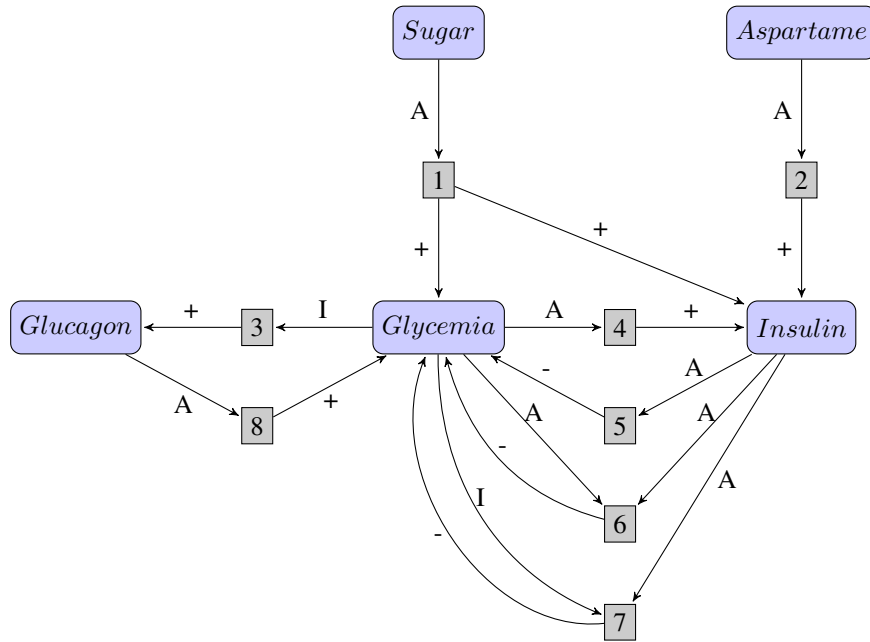 Sugar
Aspartame
A
A
1
2
+
+
+
Glucagon
+
3
I
Glycemia
A
4
+
Insulin
A
8
+
-
5
A
A
-
A
6
I
A
-
7